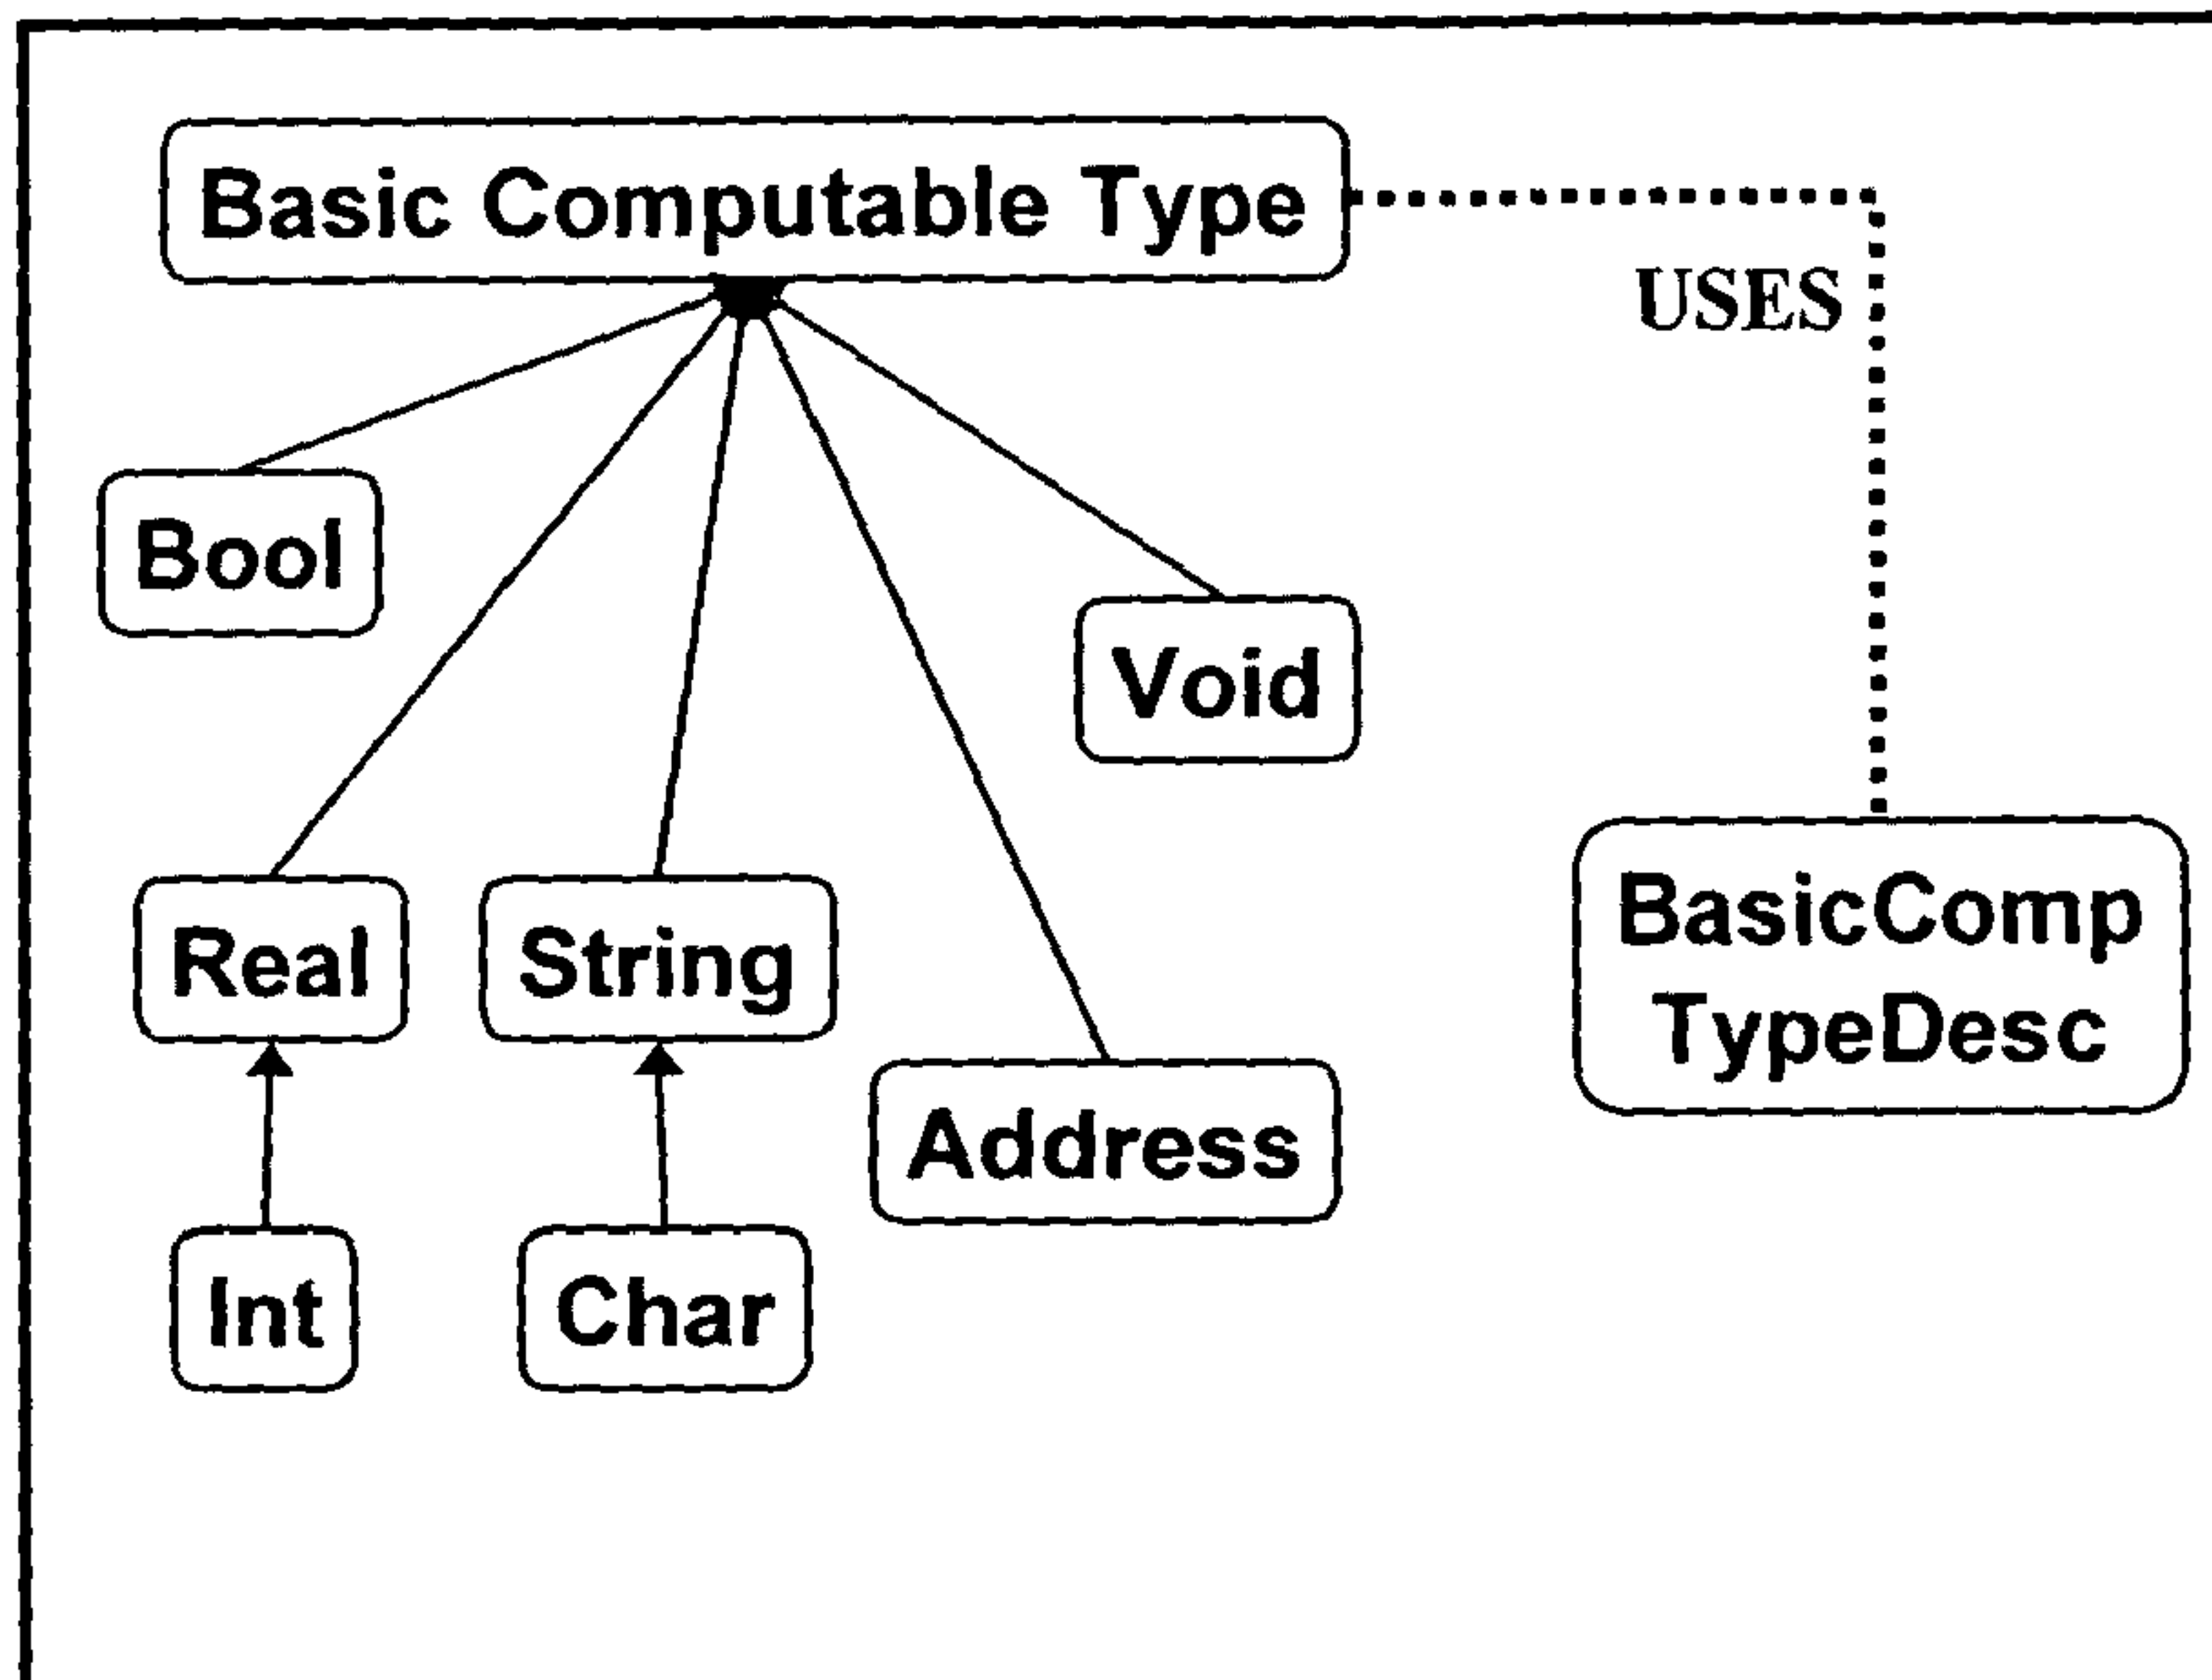 Basic Computable Type
USES
Bool
Void
Real
String
BasicComp
TypeDesc
Address
Int
Char